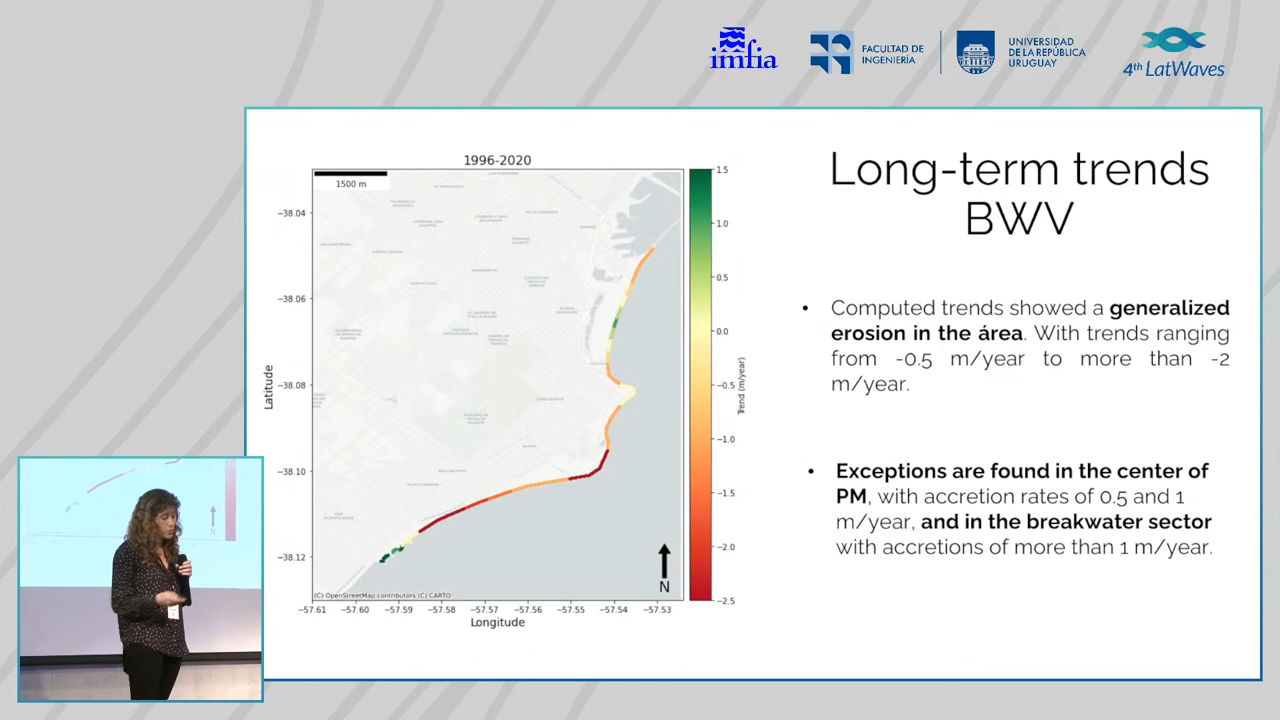 imfia
FACULTAD DE
INGENIERÍA
UNIVERSIDAD
DE LA REPÚBLICA
URUGUAY
4th LatWaves
Long-term trends
BWV
• Computed trends showed a generalized
erosion in the área. With trends ranging
from -0.5 m/year to more than -2
m/year.
• Exceptions are found in the center of
PM, with accretion rates of 0.5 and 1
m/year, and in the breakwater sector
with accretions of more than 1 m/year.
1996-2020
1500 m
Latitude
−38.04
−38.06
−38.08
−38.10
−38.12
(C) OpenStreetMap contributors (C) CARTO
N
−57.61 −57.60 −57.59 −57.58 −57.57 −57.56 −57.55 −57.54 −57.53
Longitude
1.5
1.0
0.5
0.0
−0.5
−1.0
−1.5
−2.0
−2.5
Trend (m/year)
N